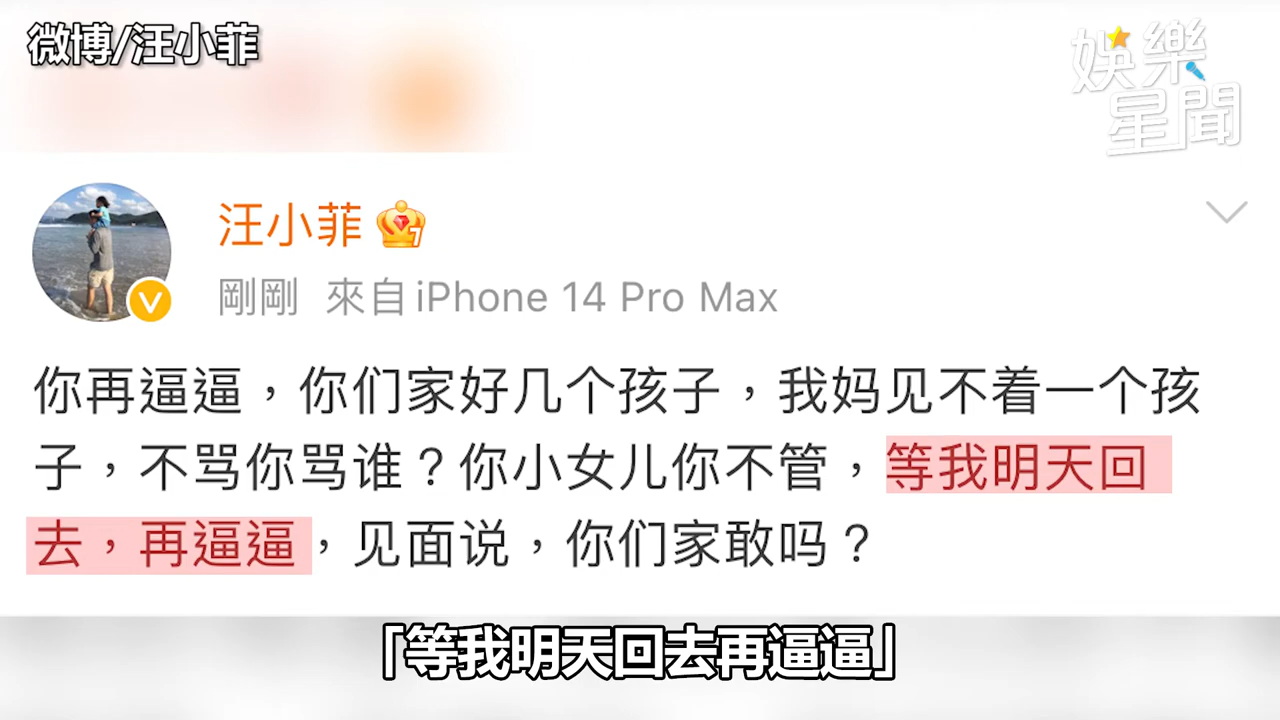 微博/汪小菲
娛樂
星聞
汪小菲
剛剛 來自iPhone 14 Pro Max
你再逼逼，你们家好几个孩子，我妈见不着一个孩
子，不骂你骂谁？你小女儿你不管，等我明天回
去，再逼逼，见面说，你们家敢吗？
「等我明天回去再逼逼」